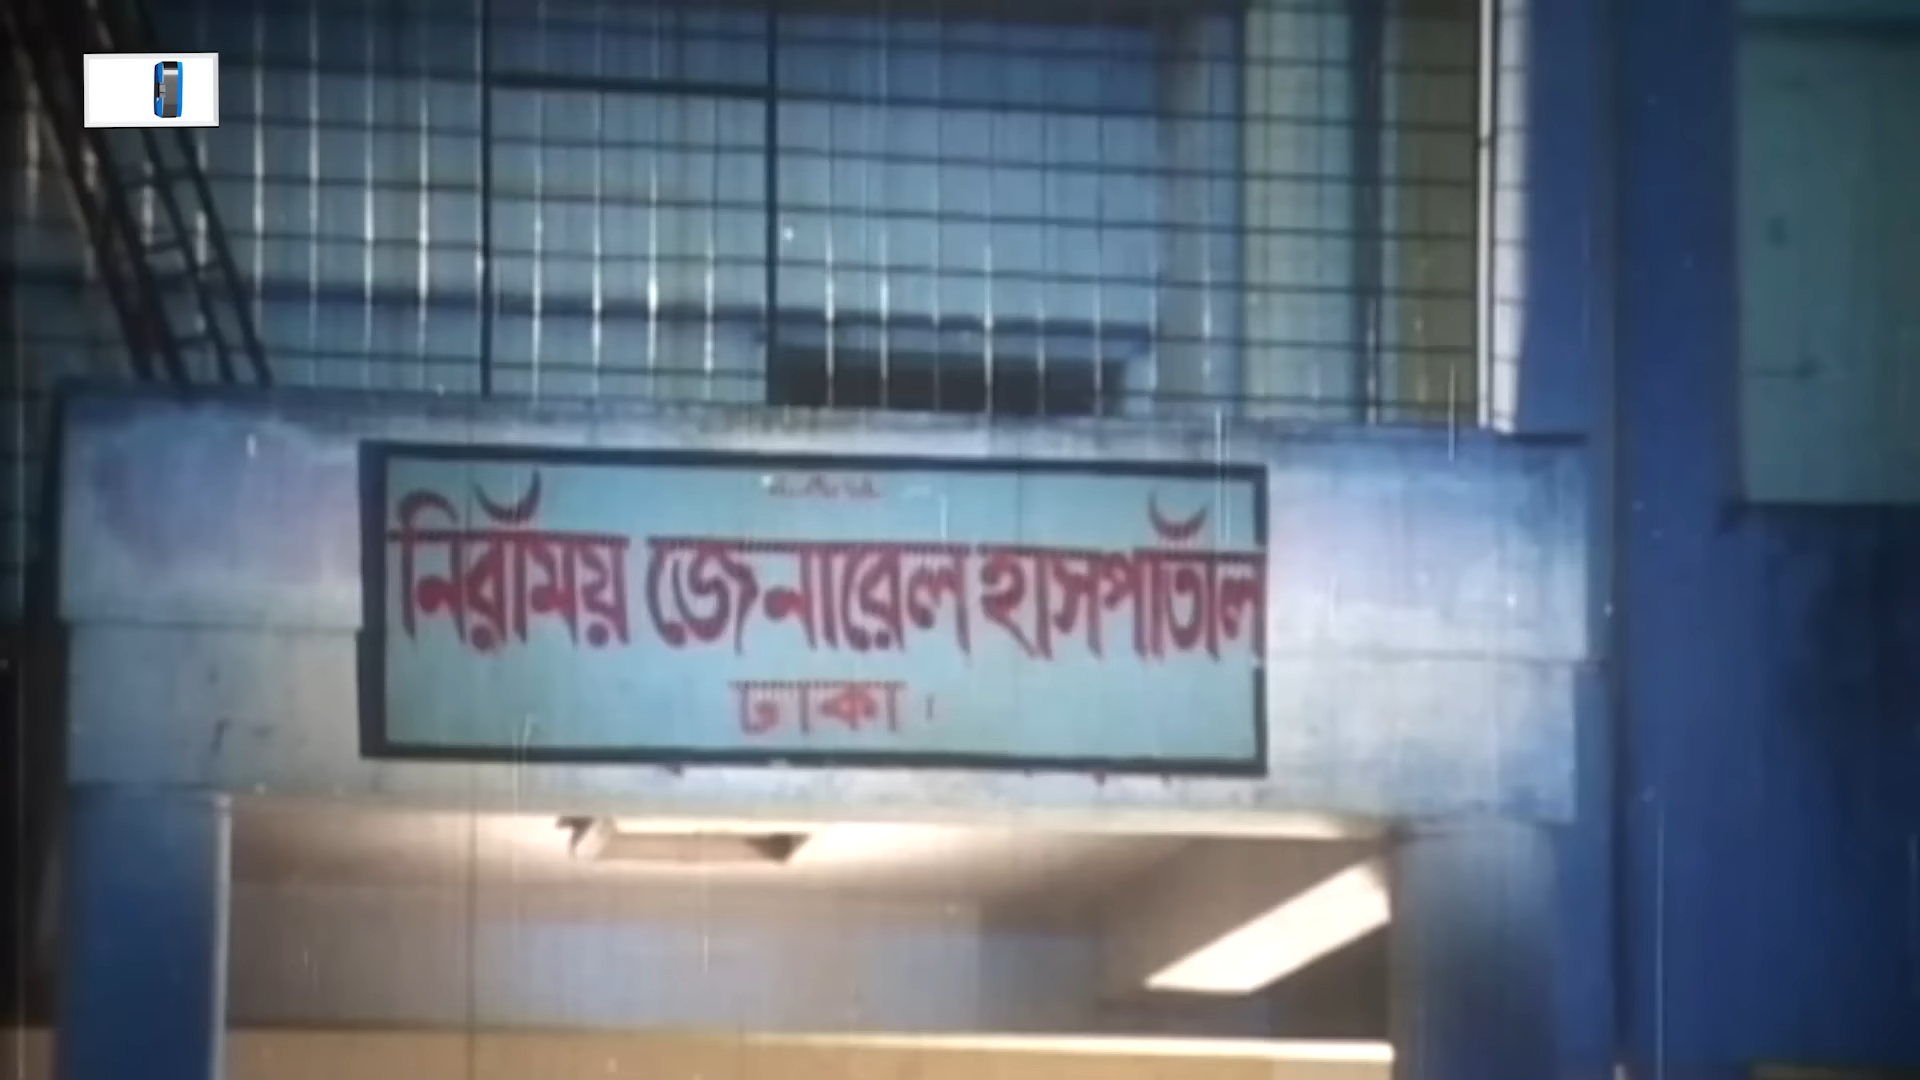 নিরাঁময় জেনারেল হাসপাতাঁল
ঢাকা।